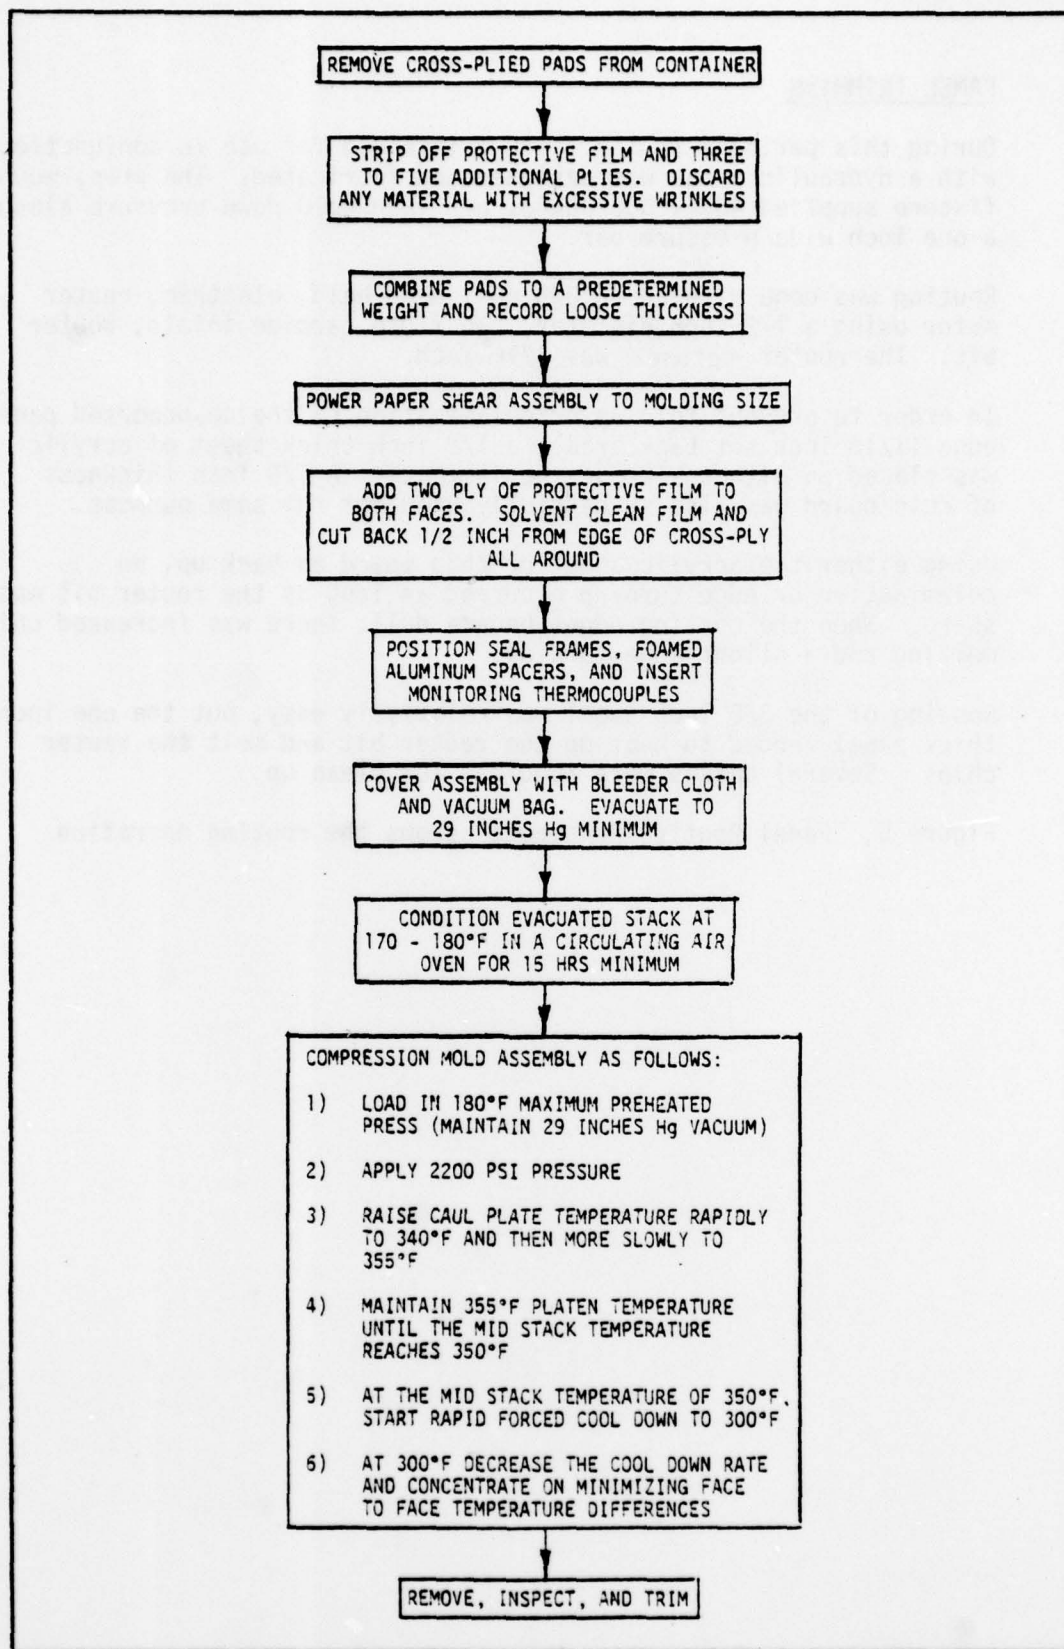 REMOVE CROSS-PLIED PADS FROM CONTAINER
STRIP OFF PROTECTIVE FILM AND THREE
TO FIVE ADDITIONAL PLIES. DISCARD
ANY MATERIAL WITH EXCESSIVE WRINKLES
COMBINE PADS TO A PREDETERMINED
WEIGHT AND RECORD LOOSE THICKNESS
POWER PAPER SHEAR ASSEMBLY TO MOLDING SIZE
ADD TWO PLY OF PROTECTIVE FILM TO
BOTH FACES. SOLVENT CLEAN FILM AND
CUT BACK 1/2 INCH FROM EDGE OF CROSS-PLY
ALL AROUND
POSITION SEAL FRAMES, FOAMED
ALUMINUM SPACERS, AND INSERT
MONITORING THERMOCOUPLES
COVER ASSEMBLY WITH BLEEDER CLOTH
AND VACUUM BAG. EVACUATE TO
29 INCHES Hg MINIMUM
CONDITION EVACUATED STACK AT
170 - 180°F IN A CIRCULATING AIR
OVEN FOR 15 HRS MINIMUM
COMPRESSION MOLD ASSEMBLY AS FOLLOWS:
1) LOAD IN 180°F MAXIMUM PREHEATED
PRESS (MAINTAIN 29 INCHES Hg VACUUM)
2) APPLY 2200 PSI PRESSURE
3) RAISE CAUL PLATE TEMPERATURE RAPIDLY
TO 340°F AND THEN MORE SLOWLY TO
355°F
4) MAINTAIN 355°F PLATEN TEMPERATURE
UNTIL THE MID STACK TEMPERATURE
REACHES 350°F
5) AT THE MID STACK TEMPERATURE OF 350°F,
START RAPID FORCED COOL DOWN TO 300°F
6) AT 300°F DECREASE THE COOL DOWN RATE
AND CONCENTRATE ON MINIMIZING FACE
TO FACE TEMPERATURE DIFFERENCES
REMOVE, INSPECT, AND TRIM